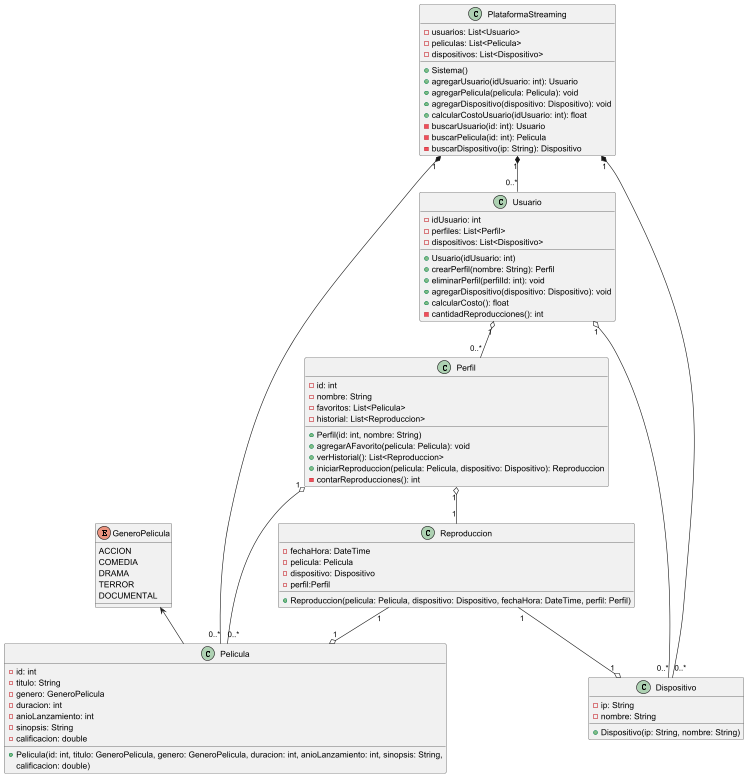 C PlataformaStreaming
usuarios: List<Usuario>
peliculas: List<Pelicula>
dispositivos: List<Dispositivo>
Sistema()
agregarUsuario(idUsuario: int): Usuario
agregarPelicula(pelicula: Pelicula): void
agregarDispositivo(dispositivo: Dispositivo): void
calcularCostoUsuario(idUsuario: int): float
buscarUsuario(id: int): Usuario
buscarPelicula(id: int): Pelicula
buscarDispositivo(ip: String): Dispositivo
1 1 1
0..*
C Usuario
idUsuario: int
perfiles: List<Perfil>
dispositivos: List<Dispositivo>
Usuario(idUsuario: int)
crearPerfil(nombre: String): Perfil
eliminarPerfil(perfilId: int): void
agregarDispositivo(dispositivo: Dispositivo): void
calcularCosto(): float
cantidadReproducciones(): int
1 1
0..*
C Perfil
id: int
nombre: String
favoritos: List<Pelicula>
historial: List<Reproduccion>
Perfil(id: int, nombre: String)
agregarAFavorito(pelicula: Pelicula): void
verHistorial(): List<Reproduccion>
iniciarReproduccion(pelicula: Pelicula, dispositivo: Dispositivo): Reproduccion
contarReproducciones(): int
1 1
1
E GeneroPelicula
ACCION
COMEDIA
DRAMA
TERROR
DOCUMENTAL
C Reproduccion
fechaHora: DateTime
pelicula: Pelicula
dispositivo: Dispositivo
perfil:Perfil
Reproduccion(pelicula: Pelicula, dispositivo: Dispositivo, fechaHora: DateTime, perfil: Perfil)
1 1
0..* 0..* 1
C Pelicula
id: int
titulo: String
genero: GeneroPelicula
duracion: int
anioLanzamiento: int
sinopsis: String
calificacion: double
Pelicula(id: int, titulo: GeneroPelicula, genero: GeneroPelicula, duracion: int, anioLanzamiento: int, sinopsis: String,
calificacion: double)
1 0..* 0..*
C Dispositivo
ip: String
nombre: String
Dispositivo(ip: String, nombre: String)